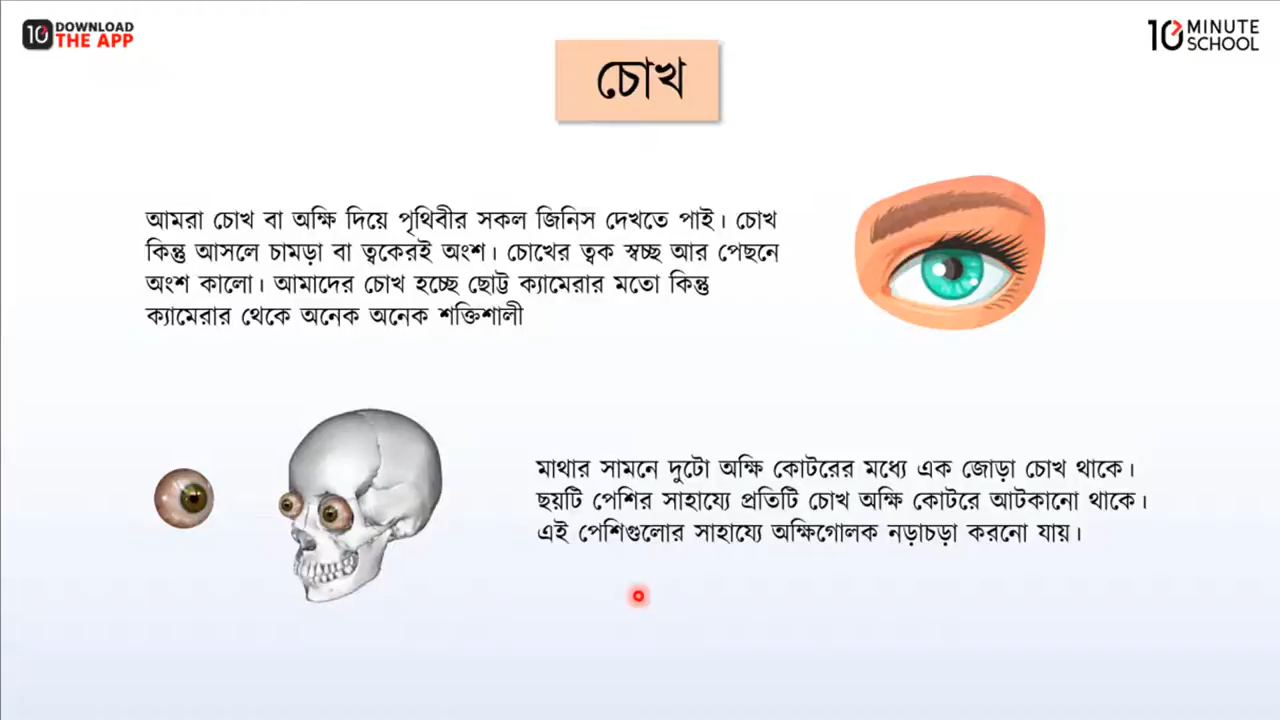 10 DOWNLOAD
THE APP
10 MINUTE
SCHOOL
চোখ
আমরা চোখ বা অক্ষি দিয়ে পৃথিবীর সকল জিনিস দেখতে পাই। চোখ
কিন্তু আসলে চামড়া বা ত্বকেরই অংশ। চোখের ত্বক স্বচ্ছ আর পেছনে
অংশ কালো। আমাদের চোখ হচ্ছে ছোট্ট ক্যামেরার মতো কিন্তু
ক্যামেরার থেকে অনেক অনেক শক্তিশালী
মাথার সামনে দুটো অক্ষি কোটরের মধ্যে এক জোড়া চোখ থাকে।
ছয়টি পেশির সাহায্যে প্রতিটি চোখ অক্ষি কোটরে আটকানো থাকে।
এই পেশিগুলোর সাহায্যে অক্ষিগোলক নড়াচড়া করনো যায়।